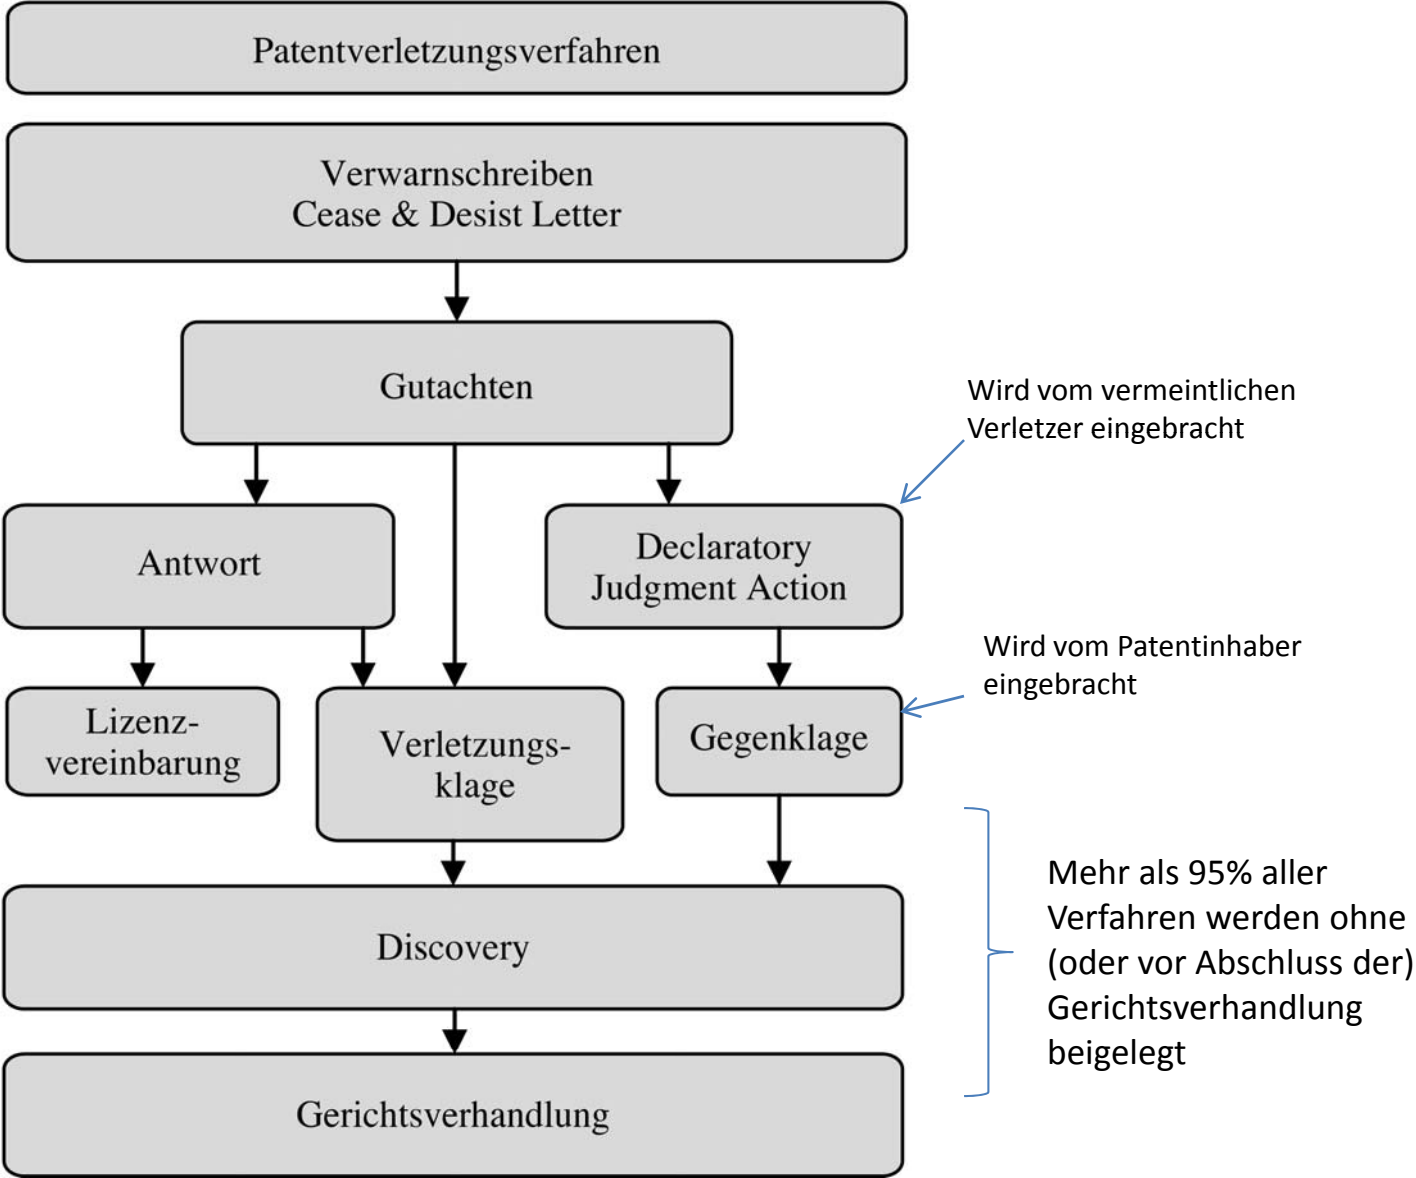 Patentverletzungsverfahren
Verwarnschreiben
Cease & Desist Letter
Gutachten
Wird vom vermeintlichen
Verletzer eingebracht
Antwort
Declaratory
Judgment Action
Wird vom Patentinhaber
eingebracht
Lizenz-
vereinbarung
Verletzungs-
klage
Gegenklage
Mehr als 95% aller
Verfahren werden ohne
(oder vor Abschluss der)
Gerichtsverhandlung
beigelegt
Discovery
Gerichtsverhandlung